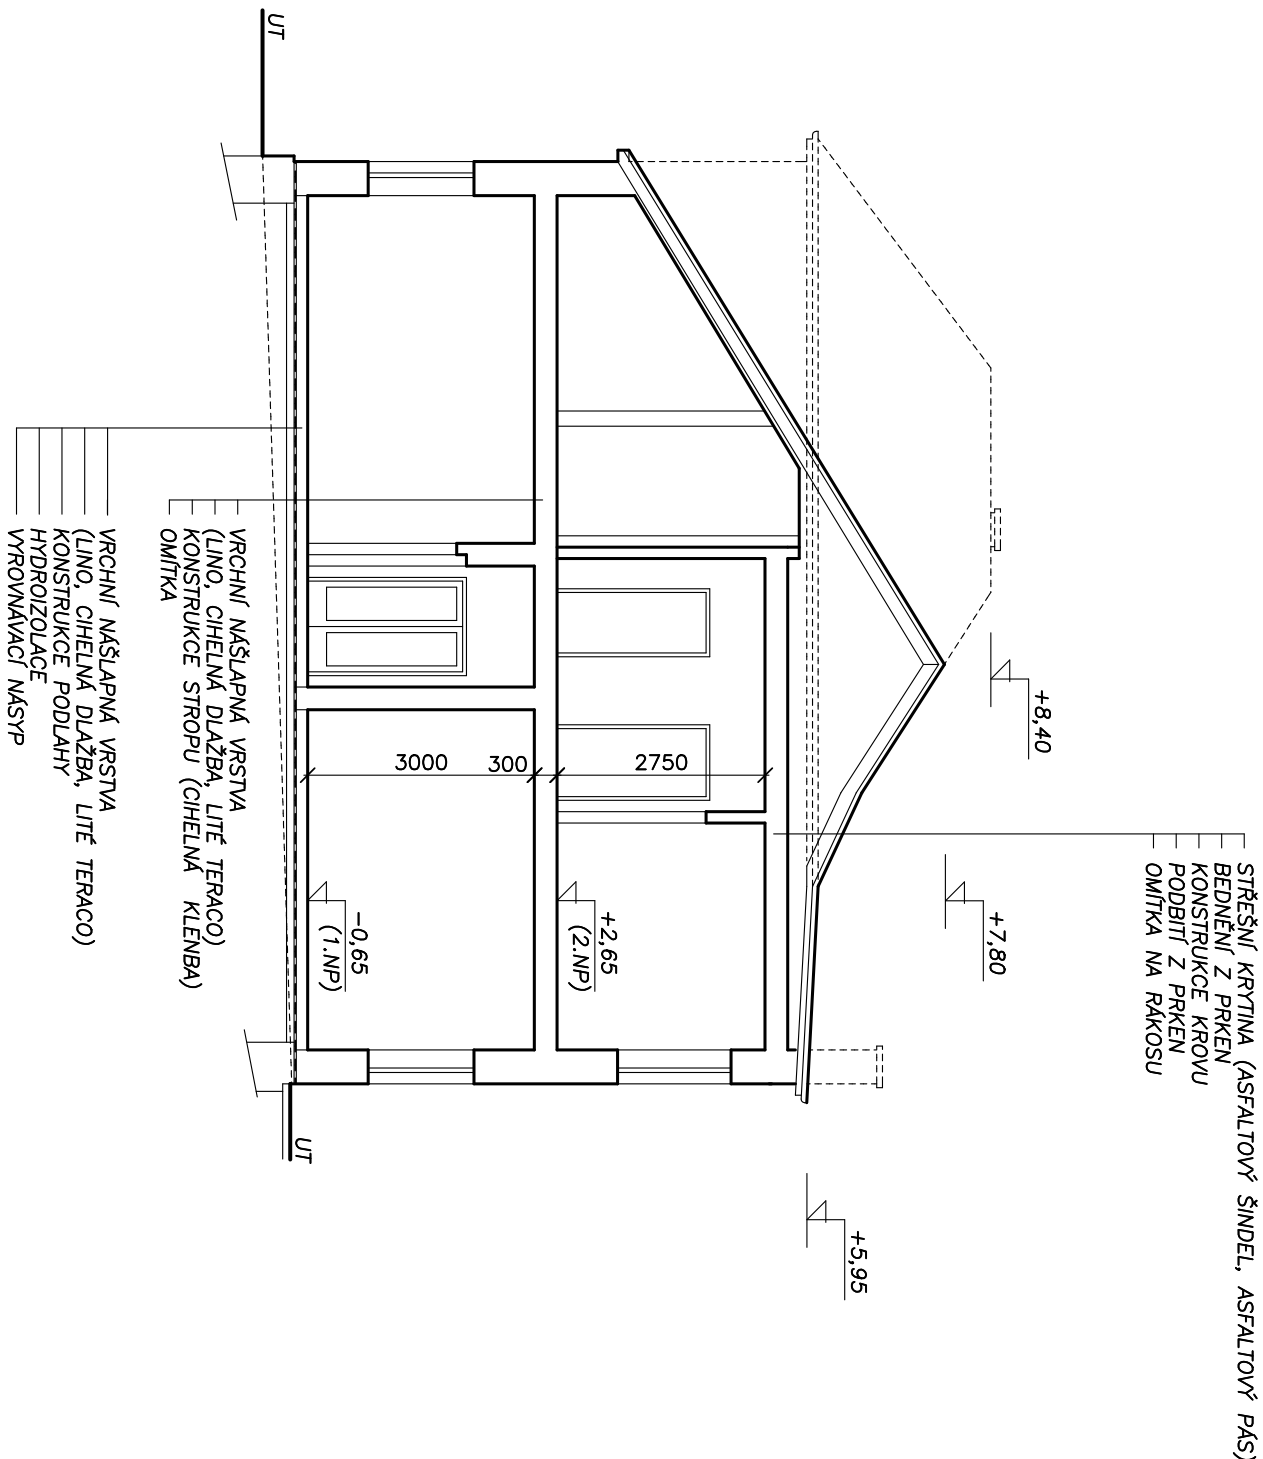 STŘEŠNÍ KRYTINA (ASFALTOVÝ ŠINDEL, ASFALTOVÝ PÁS)
BEDNĚNÍ Z PRKEN
KONSTRUKCE KROVU
PODBITÍ Z PRKEN
OMÍTKA NA RÁKOSU
+8,40
+7,80
+5,95
2750
300
3000
+2,65
(2.NP)
-0,65
(1.NP)
UT
UT
VRCHNÍ NÁŠLAPNÁ VRSTVA
(LINO, CIHELNÁ DLAŽBA, LITÉ TERACO)
KONSTRUKCE STROPU (CIHELNÁ KLENBA)
OMÍTKA
VRCHNÍ NÁŠLAPNÁ VRSTVA
(LINO, CIHELNÁ DLAŽBA, LITÉ TERACO)
KONSTRUKCE PODLAHY
HYDROIZOLACE
VYROVNÁVACÍ NÁSYP